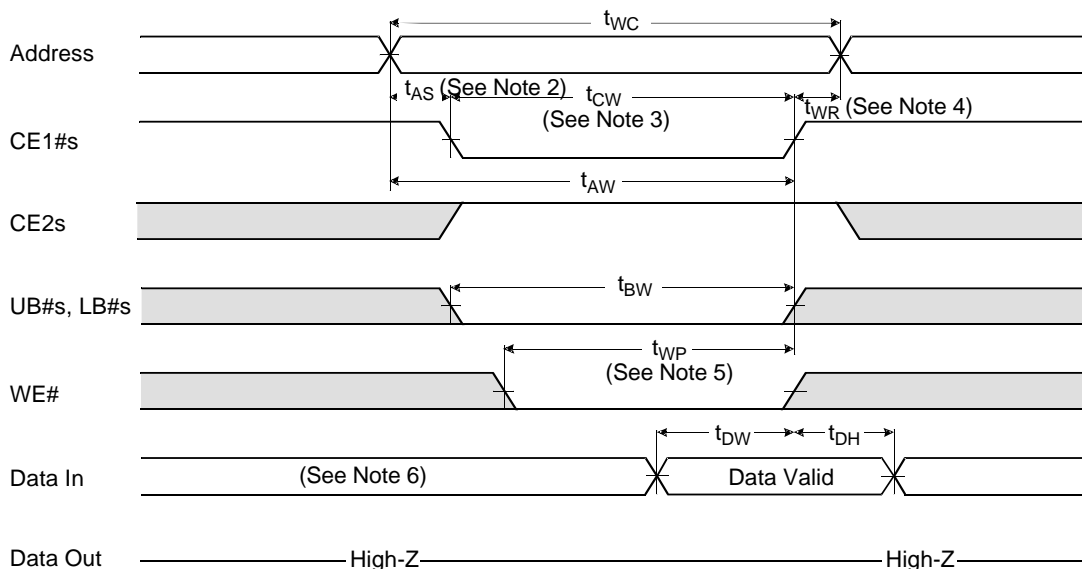 tWC
Address
tAS (See Note 2)
tCW
(See Note 3)
tWR (See Note 4)
CE1#s
tAW
CE2s
tBW
UB#s, LB#s
tWP
(See Note 5)
WE#
tDW
tDH
Data In
(See Note 6)
Data Valid
Data Out
High-Z
High-Z